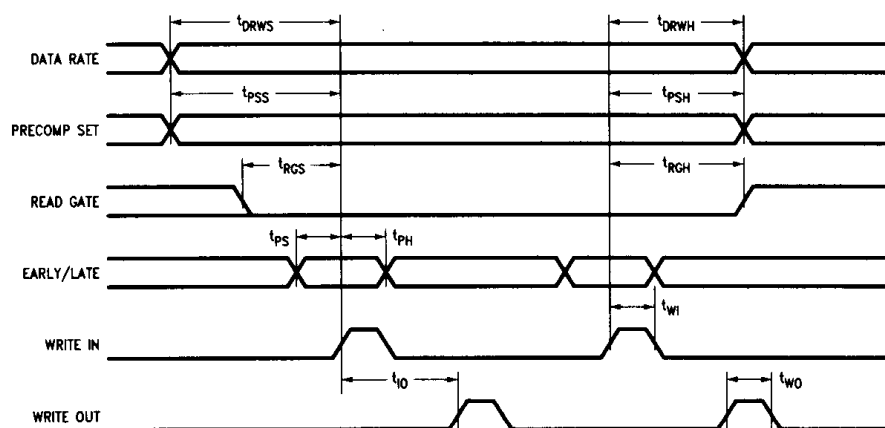 tDRWS tDRWH
DATA RATE
tPSS tPSH
PRECOMP SET
tRGS tRGH
READ GATE
tPS tPH
EARLY/LATE
tWI
WRITE IN
tIO tWO
WRITE OUT